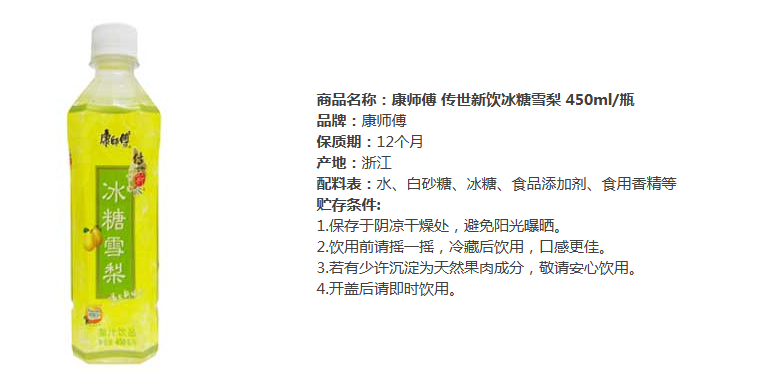 康师傅
传世新饮
冰糖雪梨
果汁饮品
商品名称：康师傅 传世新饮冰糖雪梨 450ml/瓶
品牌：康师傅
保质期：12个月
产地：浙江
配料表：水、白砂糖、冰糖、食品添加剂、食用香精等
贮存条件:
1.保存于阴凉干燥处，避免阳光曝晒。
2.饮用前请摇一摇，冷藏后饮用，口感更佳。
3.若有少许沉淀为天然果肉成分，敬请安心饮用。
4.开盖后请即时饮用。